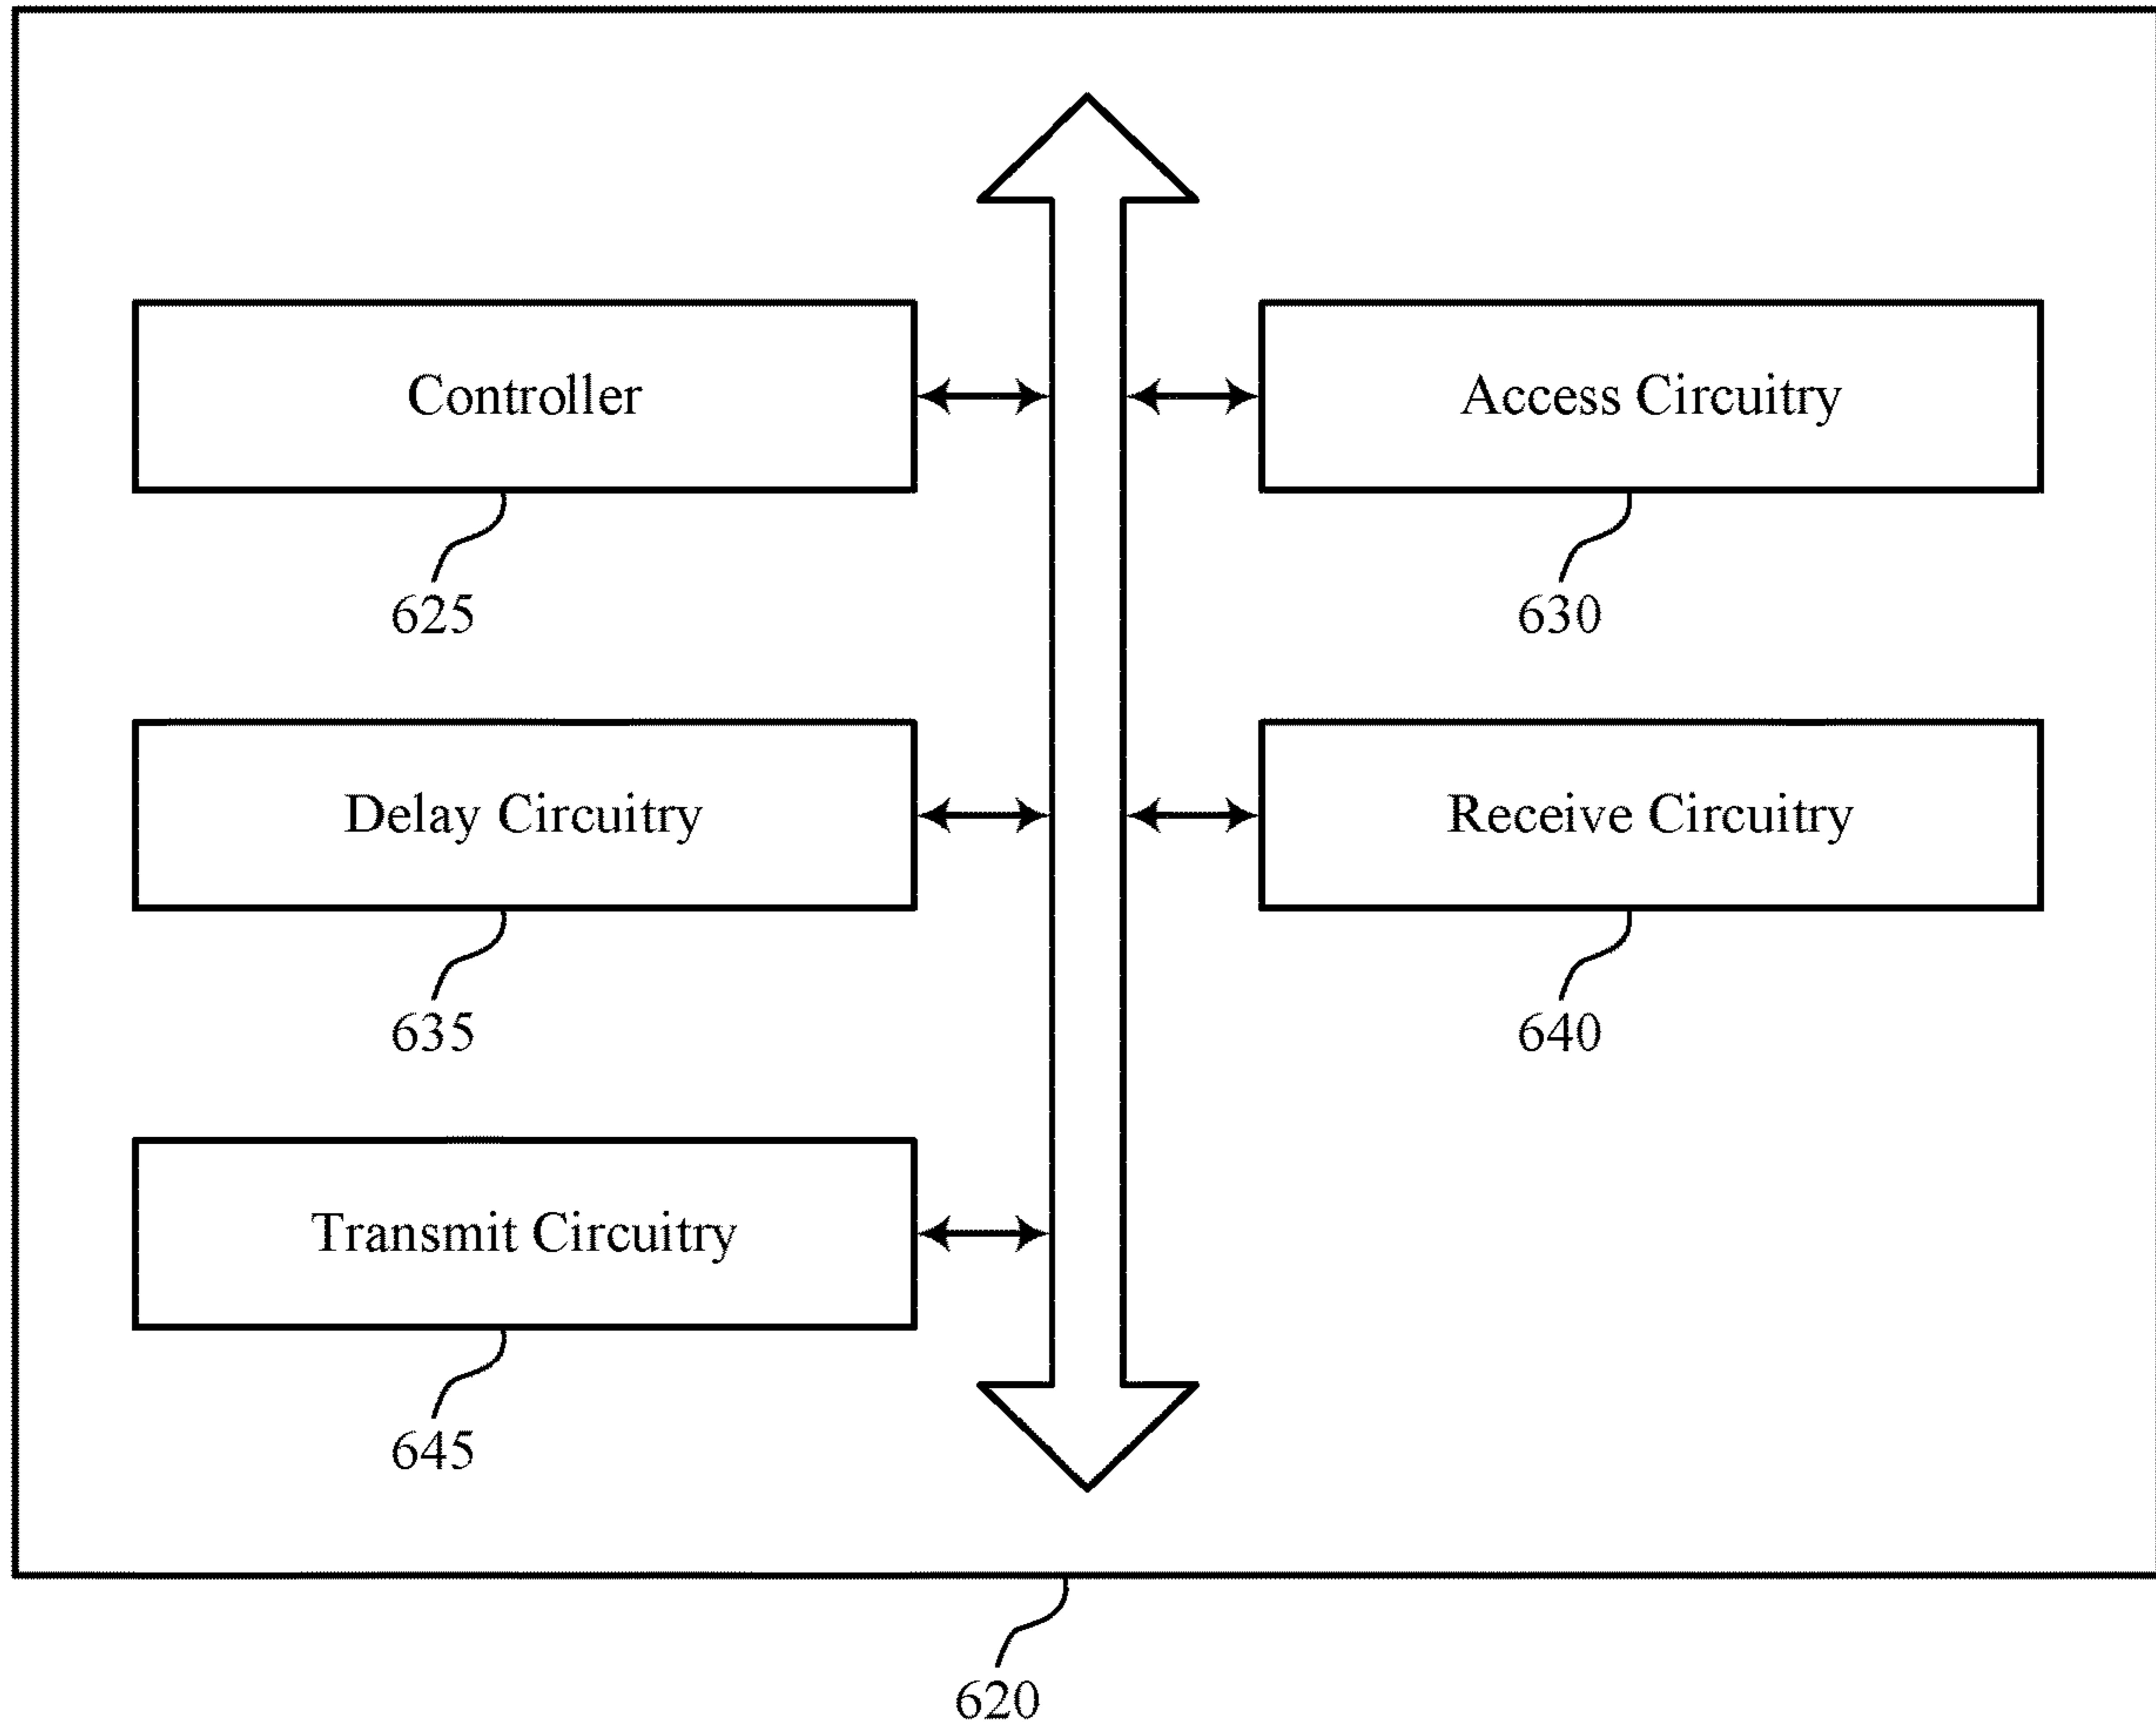 Controller
Access Circuitry
625
630
Delay Circuitry
Receive Circuitry
635
640
Transmit Circuitry
645
620